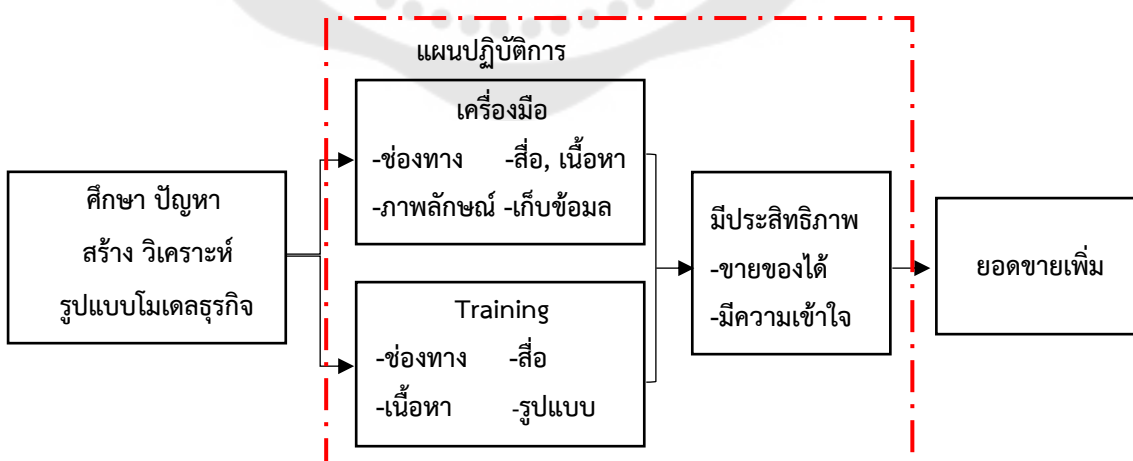 แผนปฏิบัติการ
ศึกษา ปัญหา
สร้าง วิเคราะห์
รูปแบบโมเดลธุรกิจ
เครื่องมือ
-ช่องทาง -สื่อ, เนื้อหา
-ภาพลักษณ์ -เก็บข้อมล
Training
-ช่องทาง -สื่อ
-เนื้อหา -รูปแบบ
มีประสิทธิภาพ
-ขายของได้
-มีความเข้าใจ
ยอดขายเพิ่ม